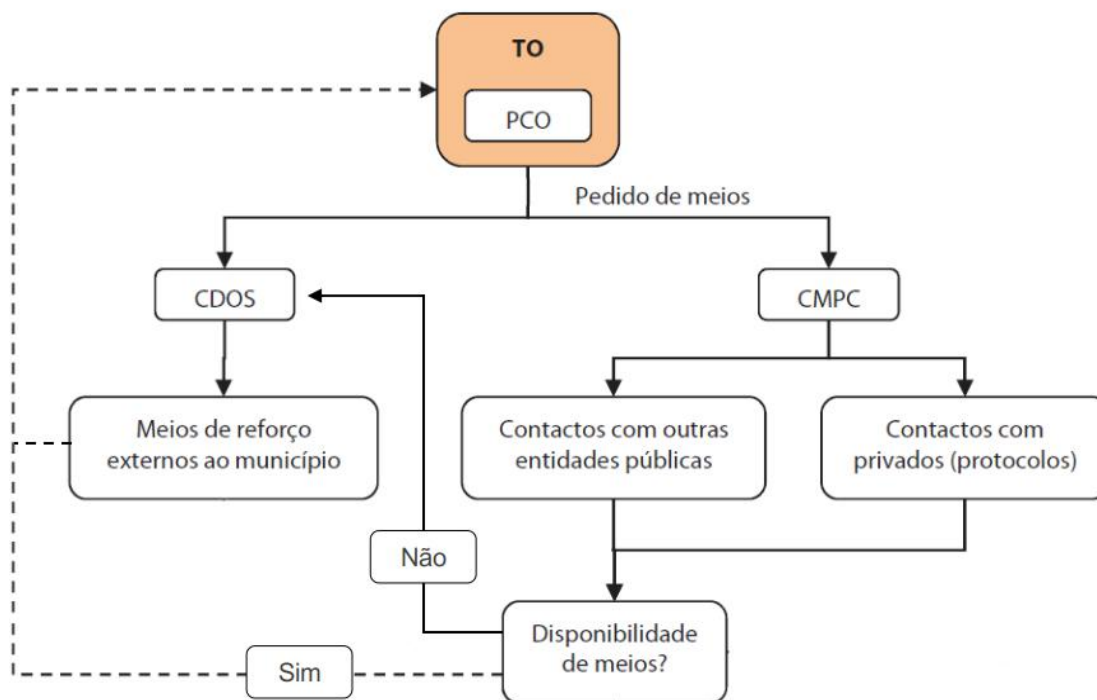 TO
PCO
Pedido de meios
CDOS
CMPC
Meios de reforço
externos ao município
Contactos com outras
entidades públicas
Contactos com
privados (protocolos)
Não
Disponibilidade
de meios?
Sim